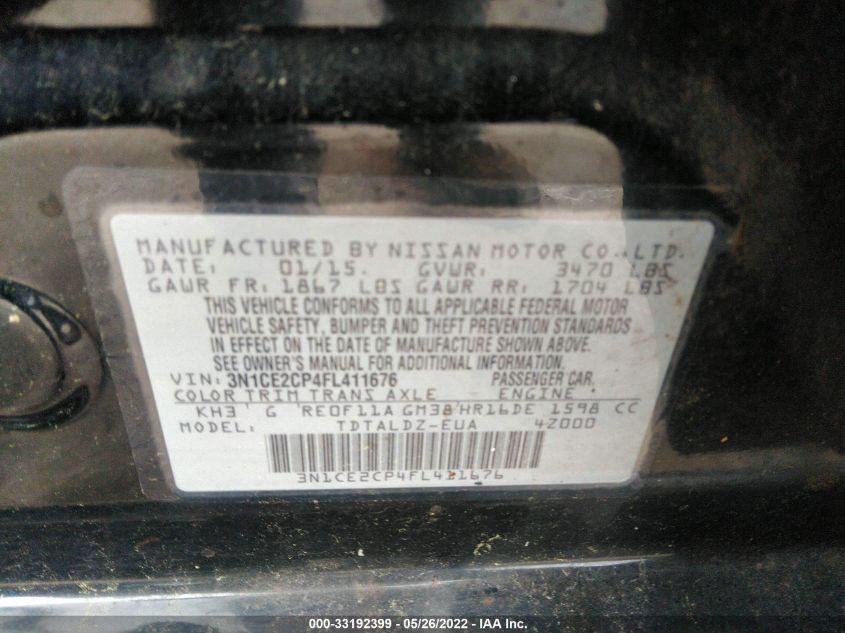 MANUFACTURED BY NISSAN MOTOR CO., LTD.
DATE: 01/15. GVWR: 3470 LBS
GAWR FR: 1867 LBS GAWR RR: 1704 LBS
THIS VEHICLE CONFORMS TO ALL APPLICABLE FEDERAL MOTOR
VEHICLE SAFETY, BUMPER AND THEFT PREVENTION STANDARDS
IN EFFECT ON THE DATE OF MANUFACTURE SHOWN ABOVE.
SEE OWNER'S MANUAL FOR ADDITIONAL INFORMATION.
VIN: 3N1CE2CP4FL411676 PASSENGER CAR.
COLOR TRIM TRANS AXLE ENGINE
KH3 G RE0F11A GM38 HR16DE 1598 CC
MODEL: TDTALDZ-EUA 4Z000
3N1CE2CP4FL411676
000-33192399 - 05/26/2022 - IAA Inc.